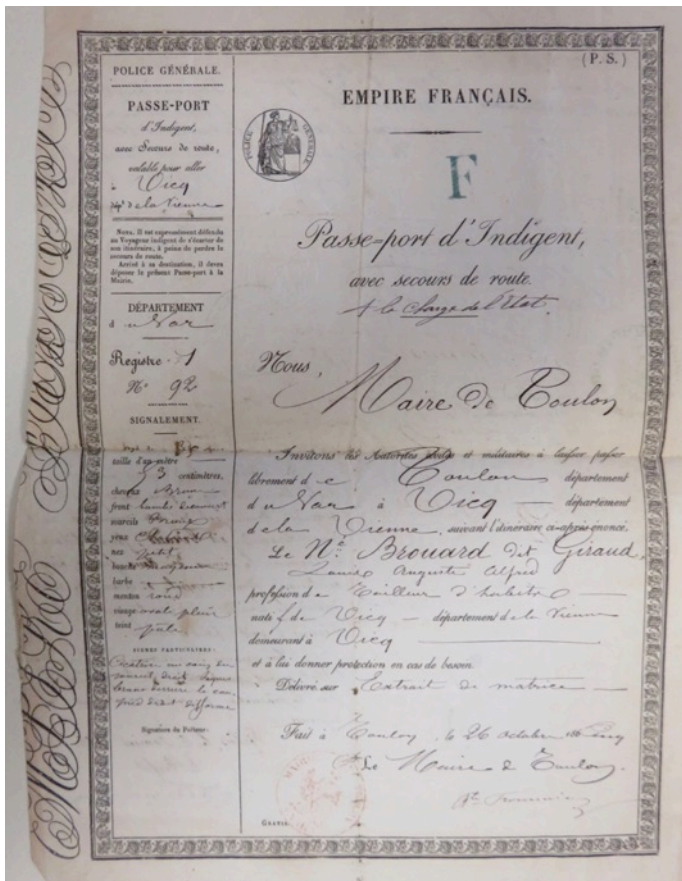 POLICE GÉNÉRALE.
PASSE-PORT
d'Indigent,
avec Secours de route,
valable pour aller
à Vicq
de la Vienne
NOTA. Il est expressément défendu
au Voyageur indigent de s'écarter de
son itinéraire, à peine de perdre le
secours de route.
Arrivé à sa destination, il devra
déposer le présent Passe-port à la
Mairie.
DÉPARTEMENT
du Var
Registre 1
N° 92
SIGNALEMENT.
taille d'un mètre
53 centimètres,
cheveux
front
sourcils
yeux
nez petit
bouche
barbe
menton rond
visage ovale plein
teint pâle
SIGNES PARTICULIERS:
Cicatrice
Signature du Porteur
(P. S.)
EMPIRE FRANÇAIS.
POLICE GÉNÉRALE
F
Passe-port d'Indigent,
avec secours de route.
à la charge de l'Etat.
Nous,
Maire de Toulon
Invitons les Autorités civiles et militaires à laisser passer
librement de Toulon département
du Var à Vicq département
de la Vienne, suivant l'itinéraire ci-après énoncé.
Le Né Brouard dit Giraud,
Louis Auguste Alfred
profession de Tailleur d'habits
natif de Vicq département de la Vienne
demeurant à Vicq
et à lui donner protection en cas de besoin.
Délivré sur Extrait de matrice
Fait à Toulon, le 26 octobre 186
Le Maire de Toulon.
GRATIS.